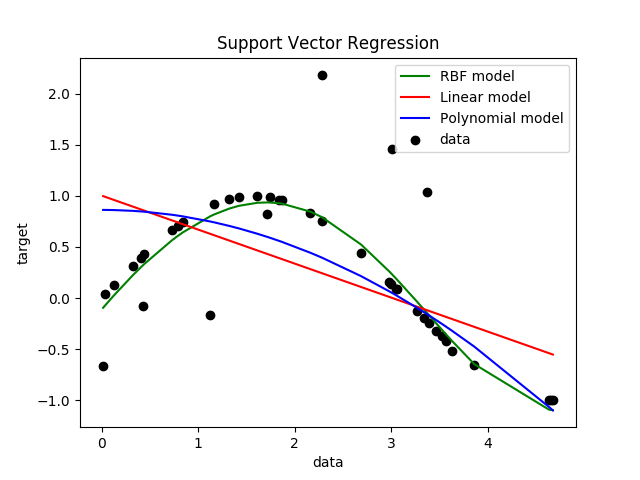 Support Vector Regression
RBF model
Linear model
Polynomial model
data
2.0
1.5
1.0
0.5
0.0
−0.5
−1.0
target
0 1 2 3 4
data